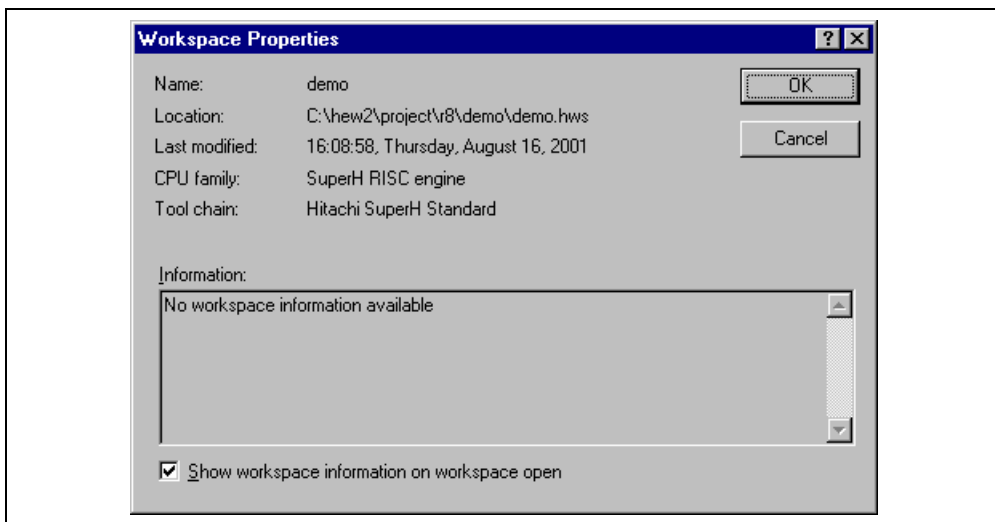 Workspace Properties
Name: demo
OK
Location: C:\hew2\project\r8\demo\demo.hws
Last modified: 16:08:58, Thursday, August 16, 2001
Cancel
CPU family: SuperH RISC engine
Tool chain: Hitachi SuperH Standard
Information:
No workspace information available
Show workspace information on workspace open